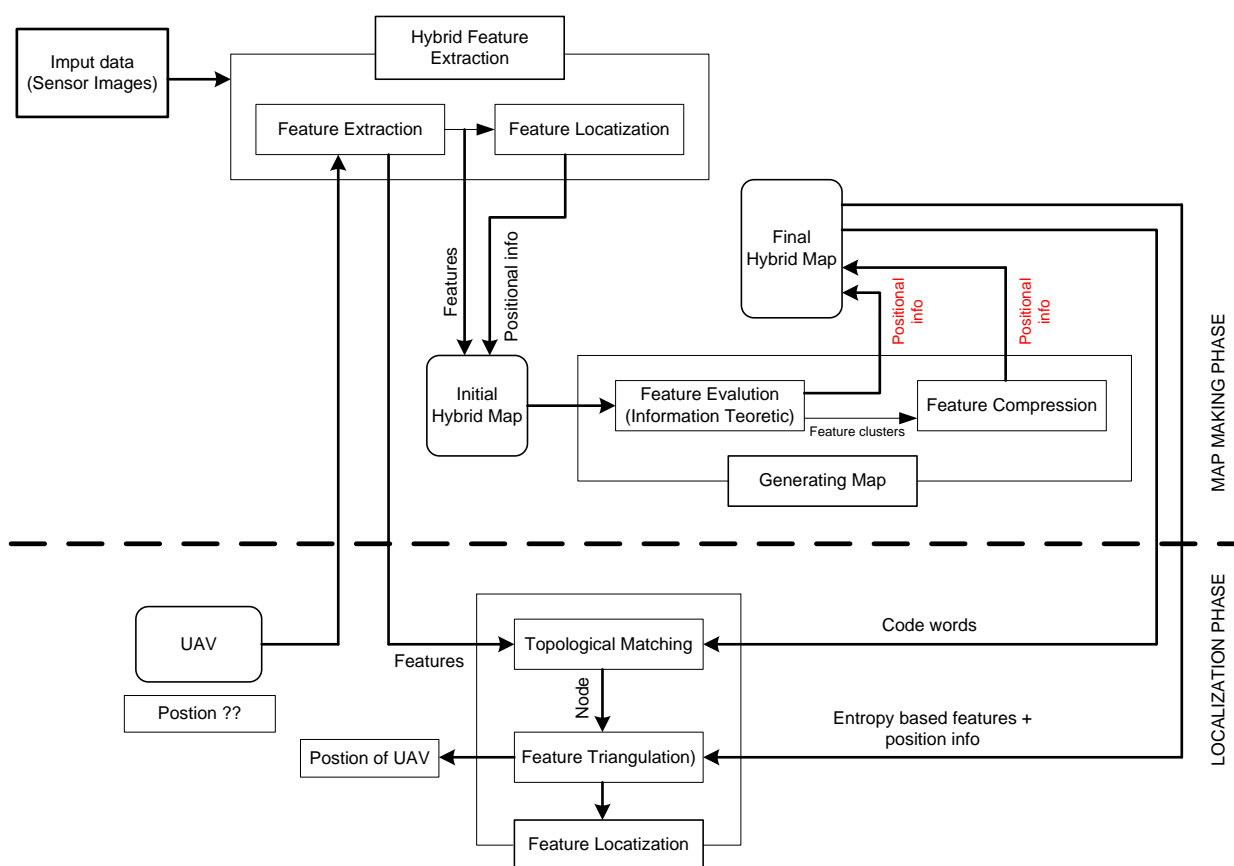 Hybrid Feature
Extraction
Imput data
(Sensor Images)
Feature Extraction
Feature Locatization
Features
Positional info
Final
Hybrid Map
Positional
info
Positional
info
Initial
Hybrid Map
Feature Evalution
(Information Teoretic)
Feature clusters
Feature Compression
Generating Map
MAP MAKING PHASE
UAV
Postion ??
Features
Topological Matching
Code words
Node
Entropy based features +
position info
Postion of UAV
Feature Triangulation)
Feature Locatization
LOCALIZATION PHASE